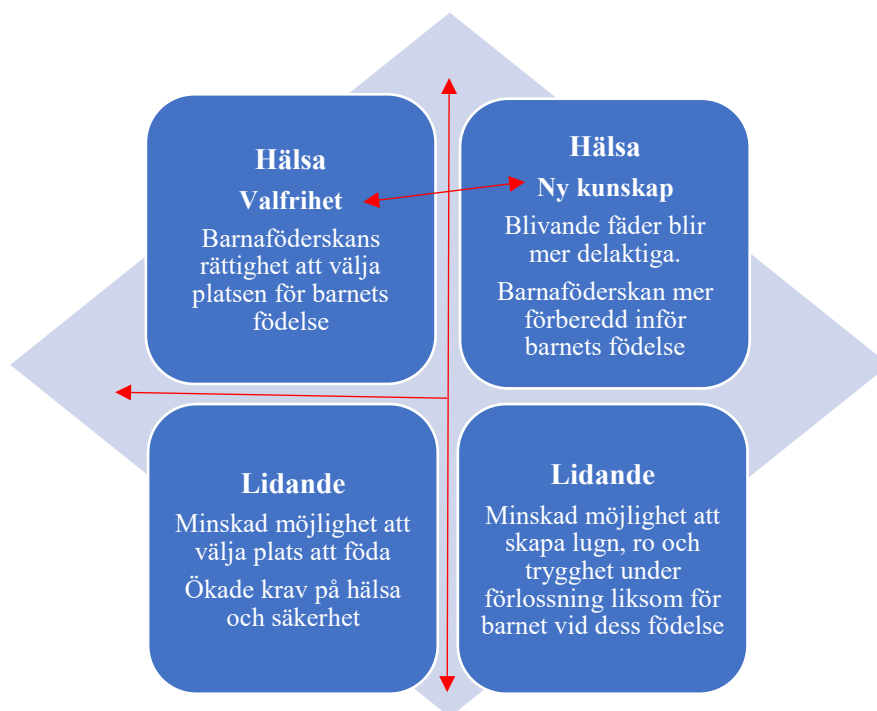 Hälsa
Valfrihet
Barnaföderskans
rättighet att välja
platsen för barnets
födelse
Hälsa
Ny kunskap
Blivande fäder blir
mer delaktiga.
Barnaföderskan mer
förberedd inför
barnets födelse
Lidande
Minskad möjlighet att
välja plats att föda
Ökade krav på hälsa
och säkerhet
Lidande
Minskad möjlighet att
skapa lugn, ro och
trygghet under
förlossning liksom för
barnet vid dess födelse